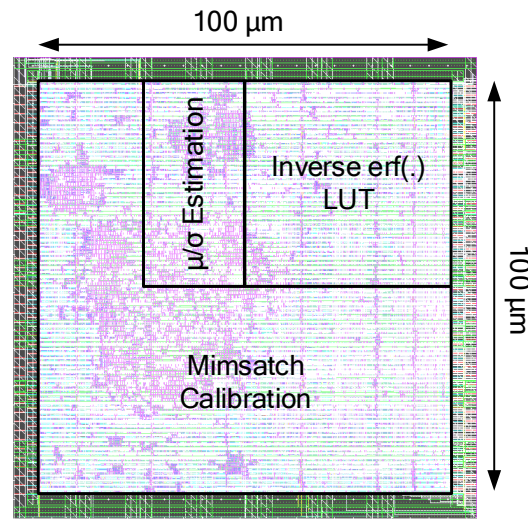 100 µm
µ/σ Estimation
Inverse erf(.)
LUT
100 µm
Mimsatch
Calibration